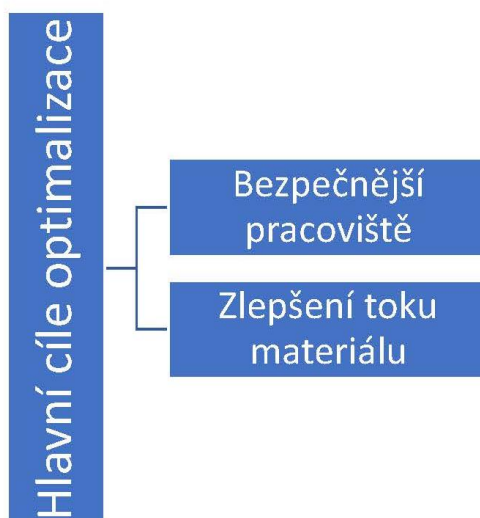 Hlavní cíle optimalizace
Bezpečnější
pracoviště
Zlepšení toku
materiálu